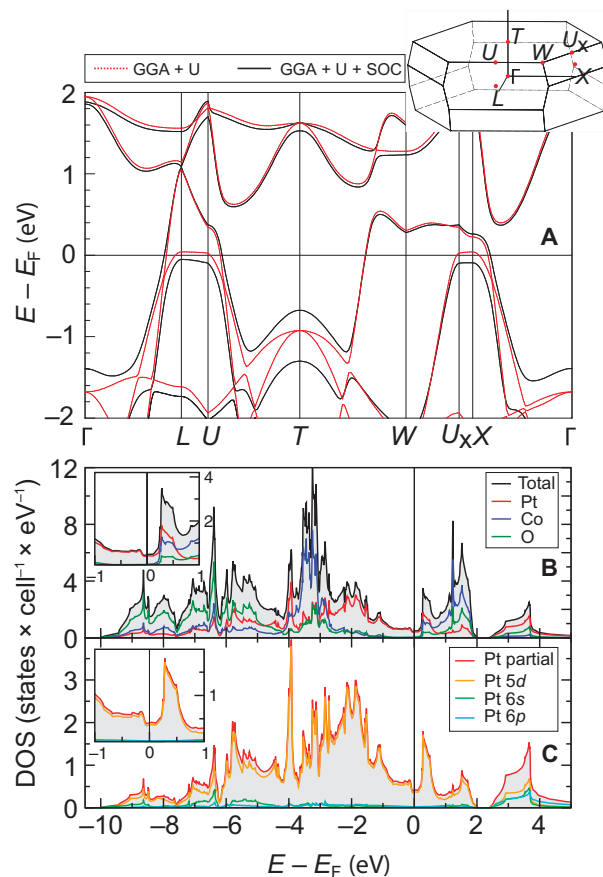 GGA + U
GGA + U + SOC
T
U
W
UX
Γ
X
L
2
1
0
−1
−2
E − EF (eV)
A
Γ
L
U
T
W
UX
X
Γ
12
8
4
0
4
2
−1
0
1
Total
Pt
Co
O
B
DOS (states × cell−1 × eV−1)
3
2
1
0
1
−1
0
1
Pt partial
Pt 5d
Pt 6s
Pt 6p
C
−10
−8
−6
−4
−2
0
2
4
E − EF (eV)